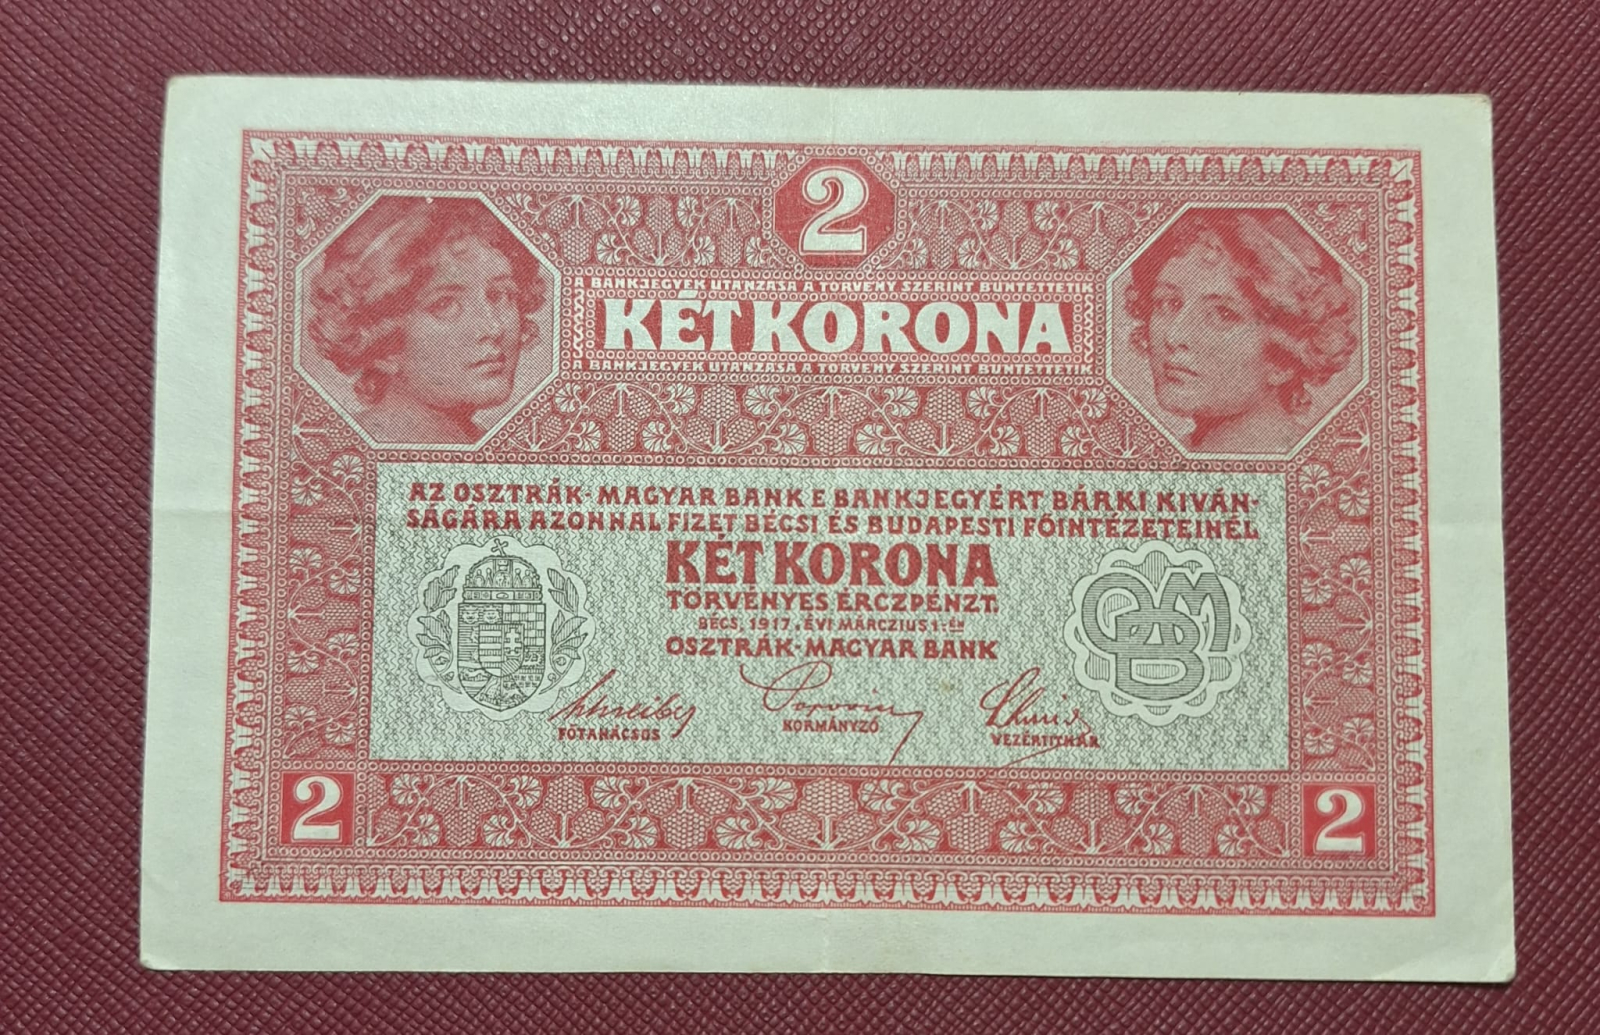 2
A BANKJEGYEK UTÁNZÁSA A TÖRVÉNY SZERINT BÜNTETTETIK
KÉT KORONA
A BANKJEGYEK UTÁNZÁSA A TÖRVÉNY SZERINT BÜNTETTETIK
AZ OSZTRÁK-MAGYAR BANK E BANKJEGYÉRT BÁRKI KIVÁN-
SÁGÁRA AZONNAL FIZET BÉCSI ÉS BUDAPESTI FŐINTÉZETEINÉL
KÉT KORONA
TÖRVÉNYES ÉRCZPÉNZT.
BÉCS, 1917. ÉVI MÁRCZIUS 1-ÉN
OSZTRÁK-MAGYAR BANK
FŐTANÁCSOS
KORMÁNYZÓ
VEZÉRTITKÁR
2
2